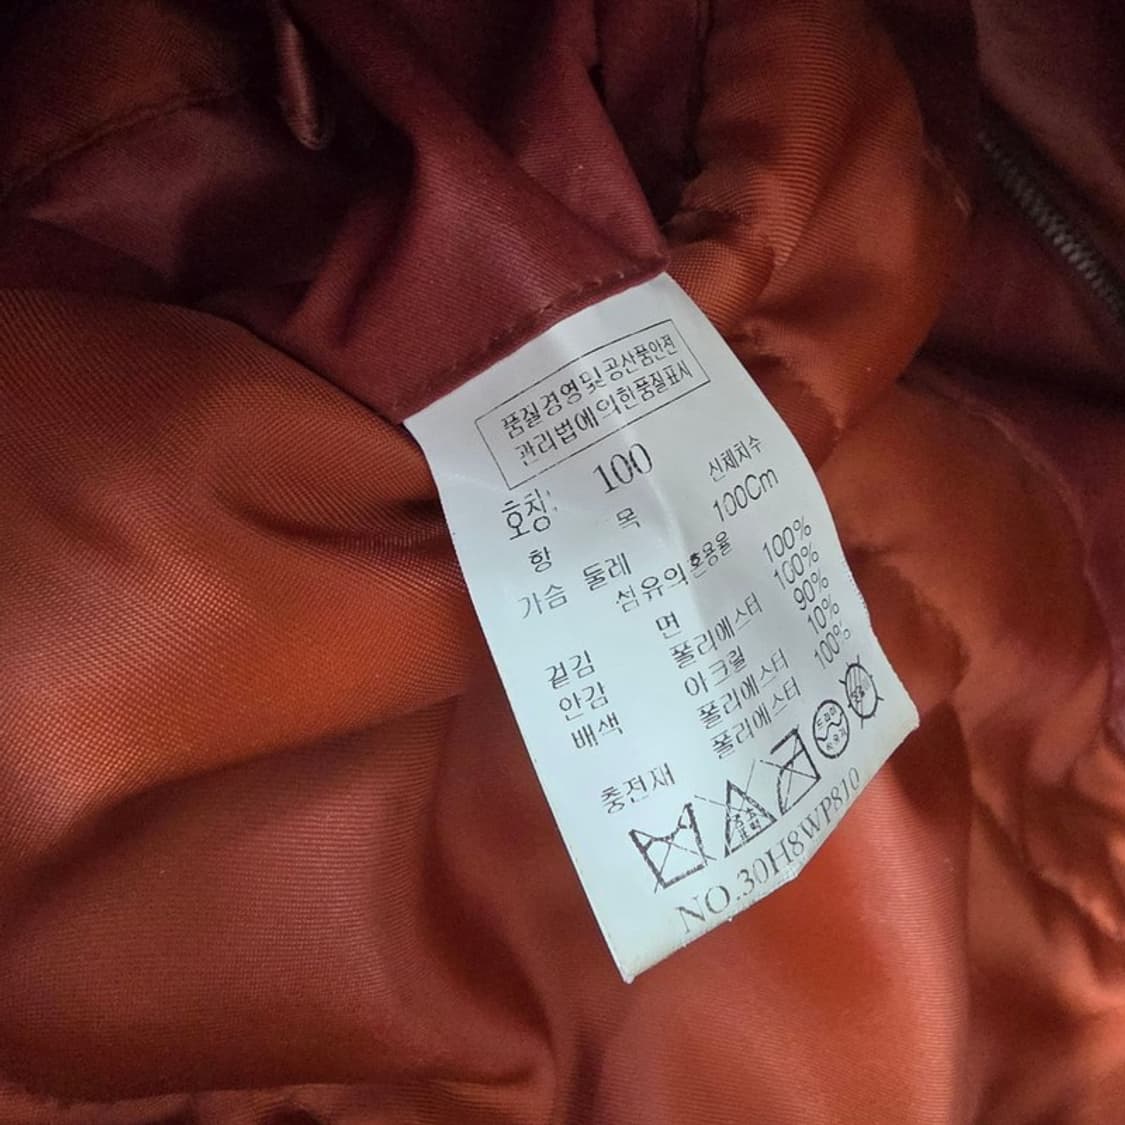 품질경영및공산품안전
관리법에의한품질표시
호칭: 100
항 목 신체치수
가슴 둘레 100Cm
섬유의혼용율
겉감 면 100%
안감 폴리에스터 100%
배색 아크릴 90%
폴리에스터 10%
충전재 폴리에스터 100%
드라이
NO.30H8WP810